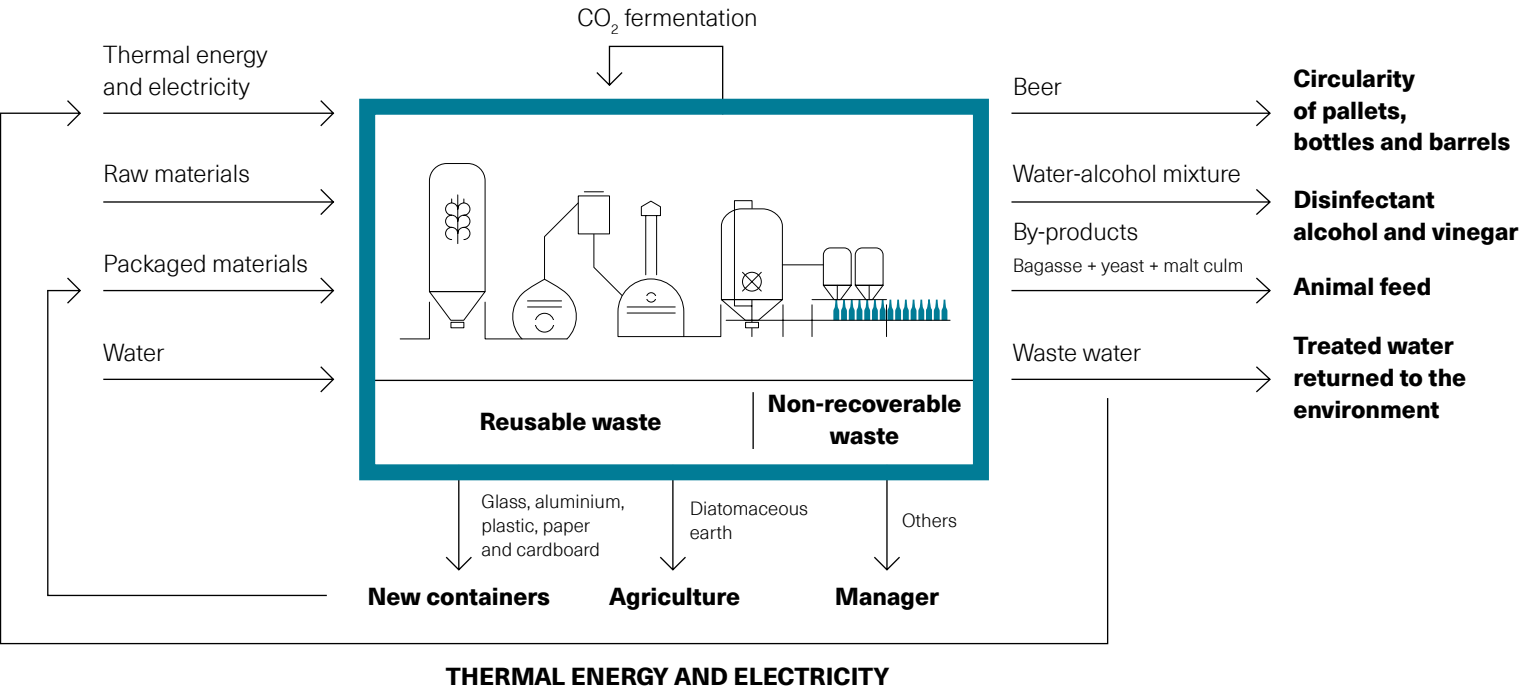 CO₂ fermentation
Thermal energy
and electricity
Raw materials
Packaged materials
Water
Beer
Circularity
of pallets,
bottles and barrels
Water-alcohol mixture
Disinfectant
alcohol and vinegar
By-products
Bagasse + yeast + malt culm
Animal feed
Waste water
Treated water
returned to the
environment
Reusable waste
Non-recoverable
waste
Glass, aluminium,
plastic, paper
and cardboard
New containers
Diatomaceous
earth
Agriculture
Others
Manager
THERMAL ENERGY AND ELECTRICITY